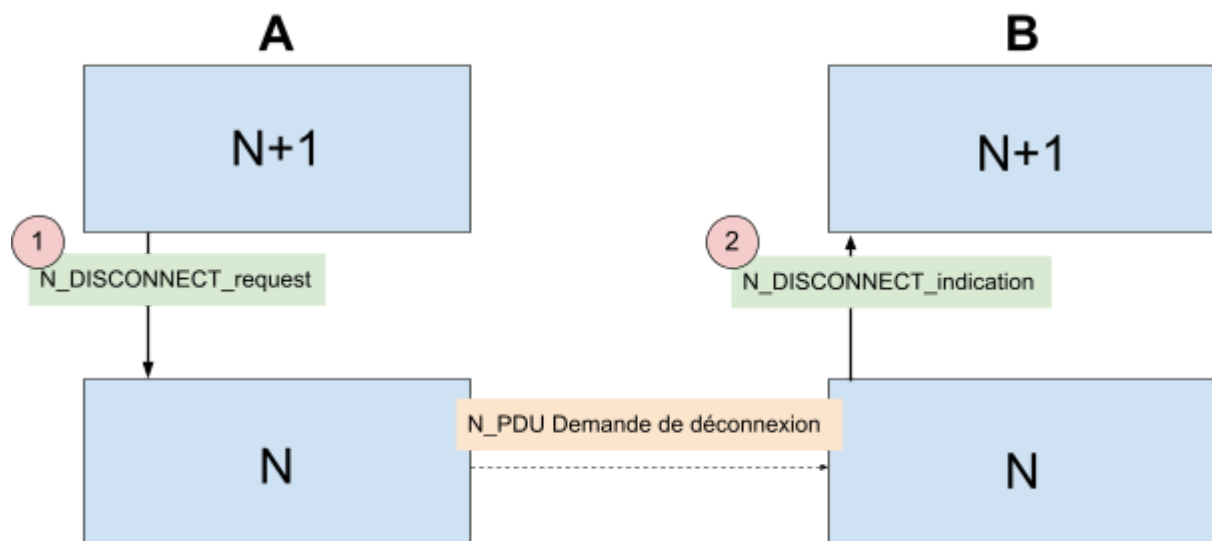 A
B
N+1
N+1
1
2
N_DISCONNECT_request
N_DISCONNECT_indication
N_PDU Demande de déconnexion
N
N